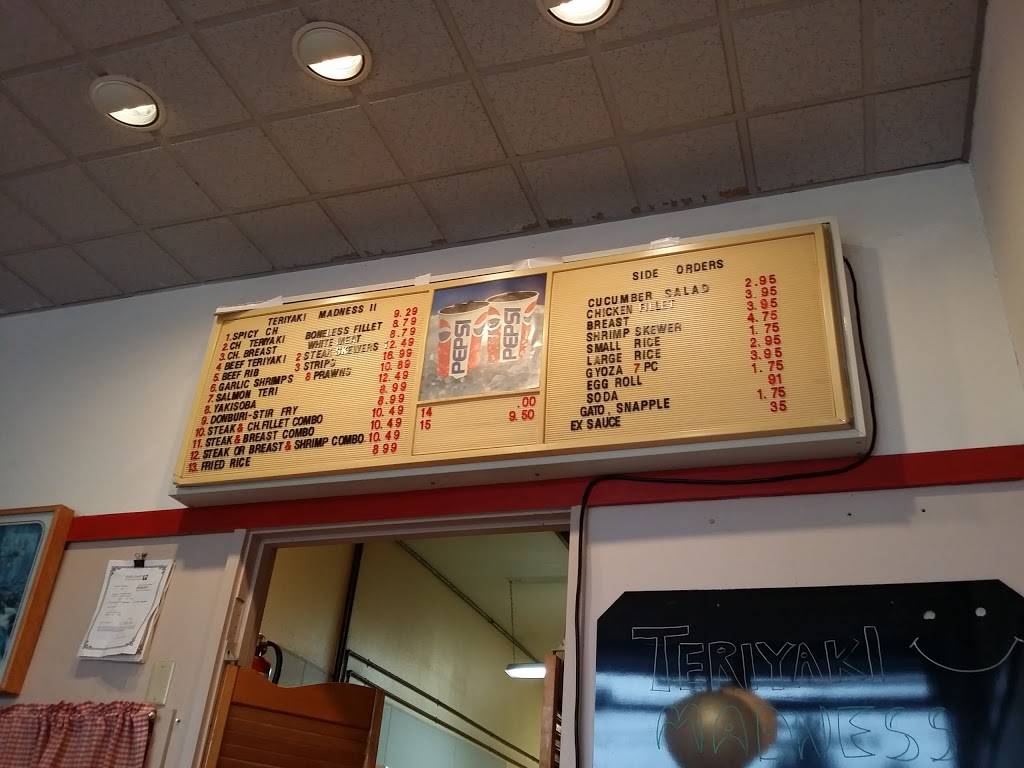 TERIYAKI MADNESS II
1. SPICY CH 9.29
2. CH TERIYAKI BONELESS FILLET 8.79
3. CH. BREAST WHITE MEAT 8.79
4. BEEF TERIYAKI 2 STEAK SKEWERS 12.49
5. BEEF RIB 3 STRIPS 16.99
6. GARLIC SHRIMPS 8 PRAWNS 10.89
7. SALMON TERI 12.49
8. YAKISOBA 8.99
9. DONBURI-STIR FRY 8.99
10. STEAK & CH.FILLET COMBO 10.49
11. STEAK & BREAST COMBO 10.49
12. STEAK OR BREAST & SHRIMP COMBO. 10.49
13. FRIED RICE 8 99
PEPSI PEPSI
14 .00
15 9.50
SIDE ORDERS
CUCUMBER SALAD 2.95
CHICKEN FILLET 3.95
BREAST 3.95
SHRIMP SKEWER 4.75
SMALL RICE 1.75
LARGE RICE 2.95
GYOZA 7 PC 3.95
EGG ROLL 1.75
SODA 91
GATO, SNAPPLE 1.75
EX SAUCE 35
TERIYAKI
MADNESS